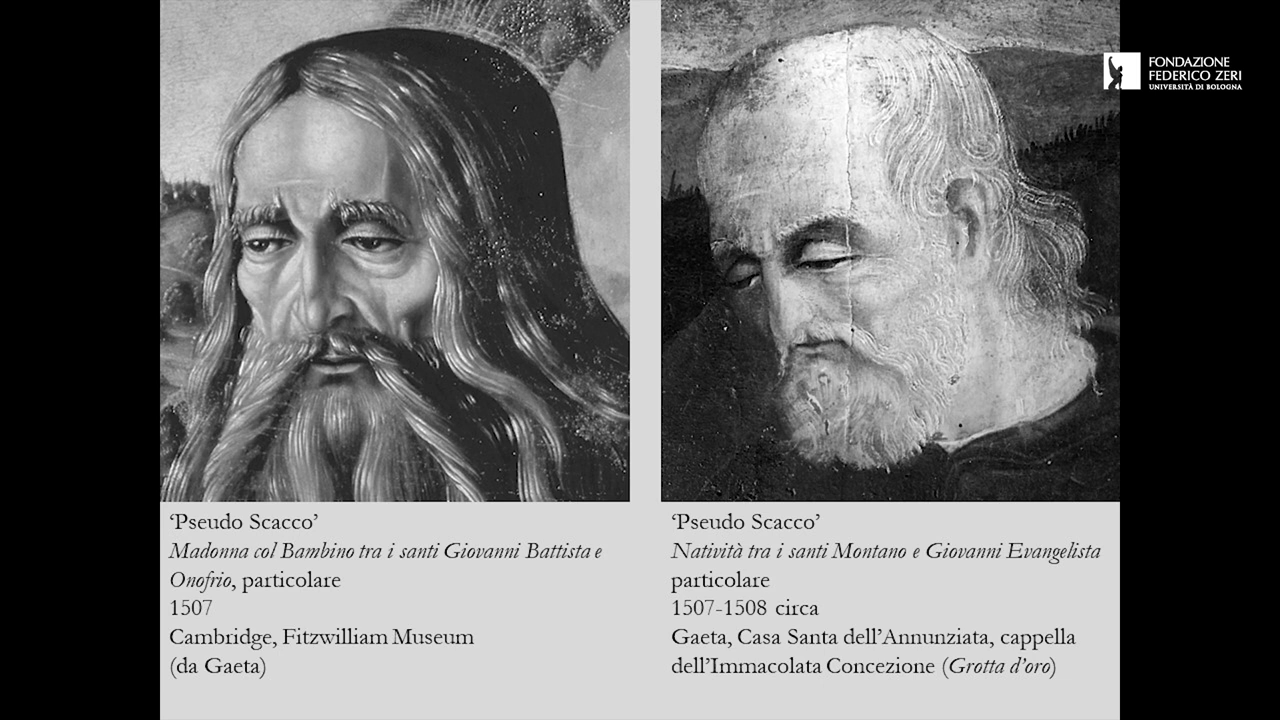 FONDAZIONE
FEDERICO ZERI
UNIVERSITÀ DI BOLOGNA
‘Pseudo Scacco’
Madonna col Bambino tra i santi Giovanni Battista e
Onofrio, particolare
1507
Cambridge, Fitzwilliam Museum
(da Gaeta)
‘Pseudo Scacco’
Natività tra i santi Montano e Giovanni Evangelista
particolare
1507-1508 circa
Gaeta, Casa Santa dell’Annunziata, cappella
dell’Immacolata Concezione (Grotta d’oro)